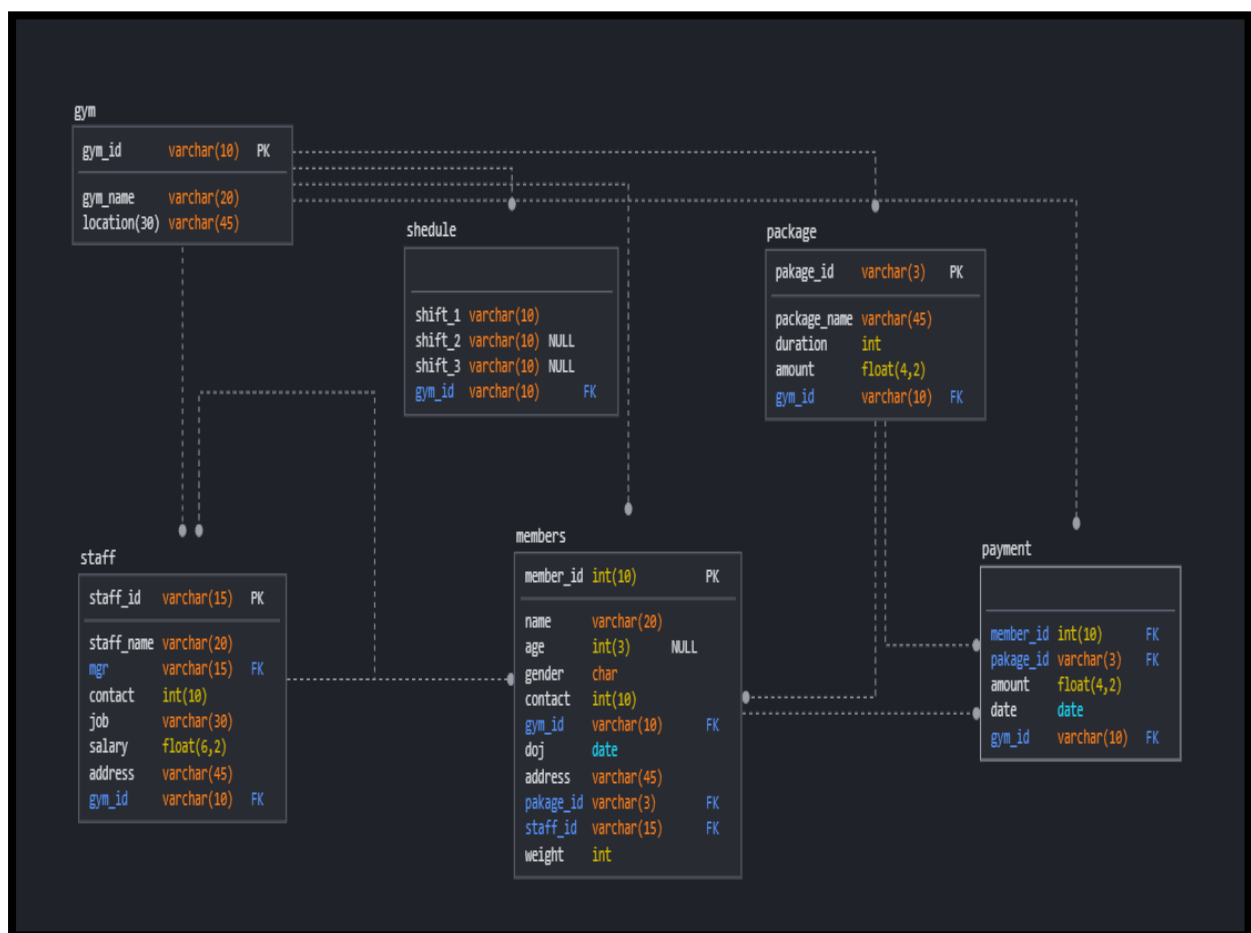 gym
gym_id varchar(10) PK
gym_name varchar(20)
location(30) varchar(45)
shedule
shift_1 varchar(10)
shift_2 varchar(10) NULL
shift_3 varchar(10) NULL
gym_id varchar(10) FK
package
pakage_id varchar(3) PK
package_name varchar(45)
duration int
amount float(4,2)
gym_id varchar(10) FK
staff
staff_id varchar(15) PK
staff_name varchar(20)
mgr varchar(15) FK
contact int(10)
job varchar(30)
salary float(6,2)
address varchar(45)
gym_id varchar(10) FK
members
member_id int(10) PK
name varchar(20)
age int(3) NULL
gender char
contact int(10)
gym_id varchar(10) FK
doj date
address varchar(45)
pakage_id varchar(3) FK
staff_id varchar(15) FK
weight int
payment
member_id int(10) FK
pakage_id varchar(3) FK
amount float(4,2)
date date
gym_id varchar(10) FK